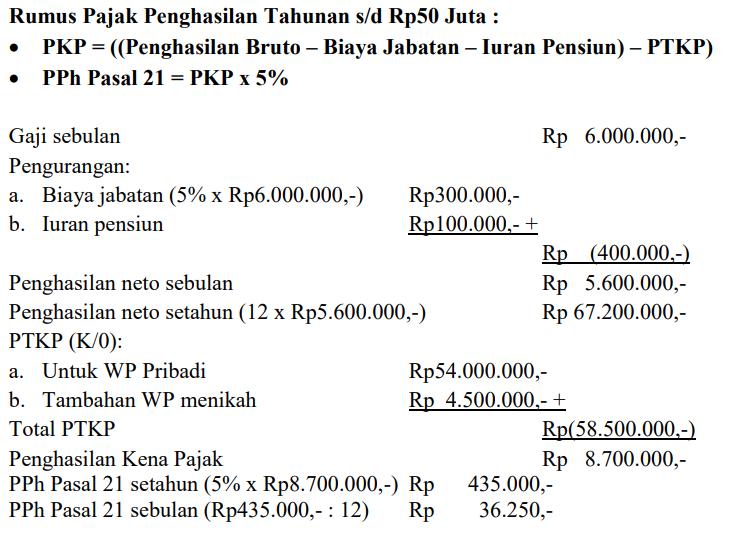 Rumus Pajak Penghasilan Tahunan s/d Rp50 Juta :
• PKP = ((Penghasilan Bruto – Biaya Jabatan – Iuran Pensiun) – PTKP)
• PPh Pasal 21 = PKP x 5%
Gaji sebulan Rp 6.000.000,-
Pengurangan:
a. Biaya jabatan (5% x Rp6.000.000,-) Rp300.000,-
b. Iuran pensiun Rp100.000,- +
Rp (400.000,-)
Penghasilan neto sebulan Rp 5.600.000,-
Penghasilan neto setahun (12 x Rp5.600.000,-) Rp 67.200.000,-
PTKP (K/0):
a. Untuk WP Pribadi Rp54.000.000,-
b. Tambahan WP menikah Rp 4.500.000,- +
Total PTKP Rp(58.500.000,-)
Penghasilan Kena Pajak Rp 8.700.000,-
PPh Pasal 21 setahun (5% x Rp8.700.000,-) Rp 435.000,-
PPh Pasal 21 sebulan (Rp435.000,- : 12) Rp 36.250,-